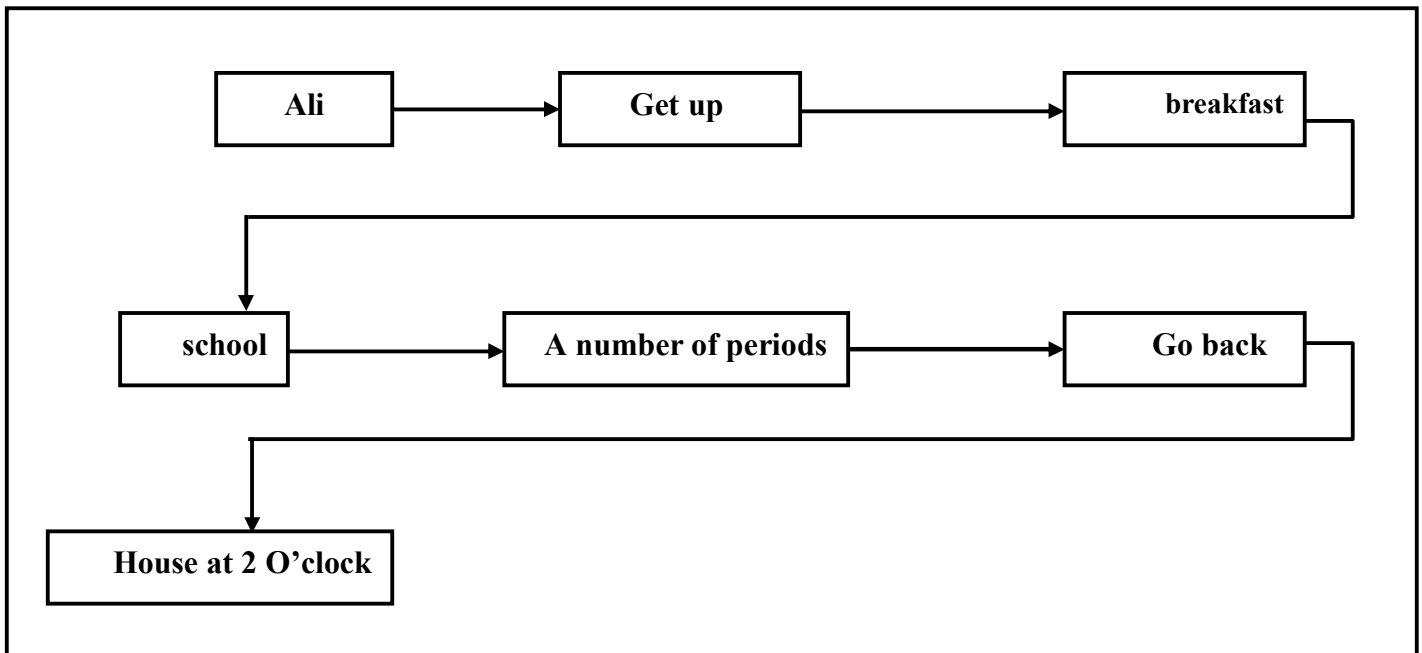 Ali
Get up
breakfast
school
A number of periods
Go back
House at 2 O’clock